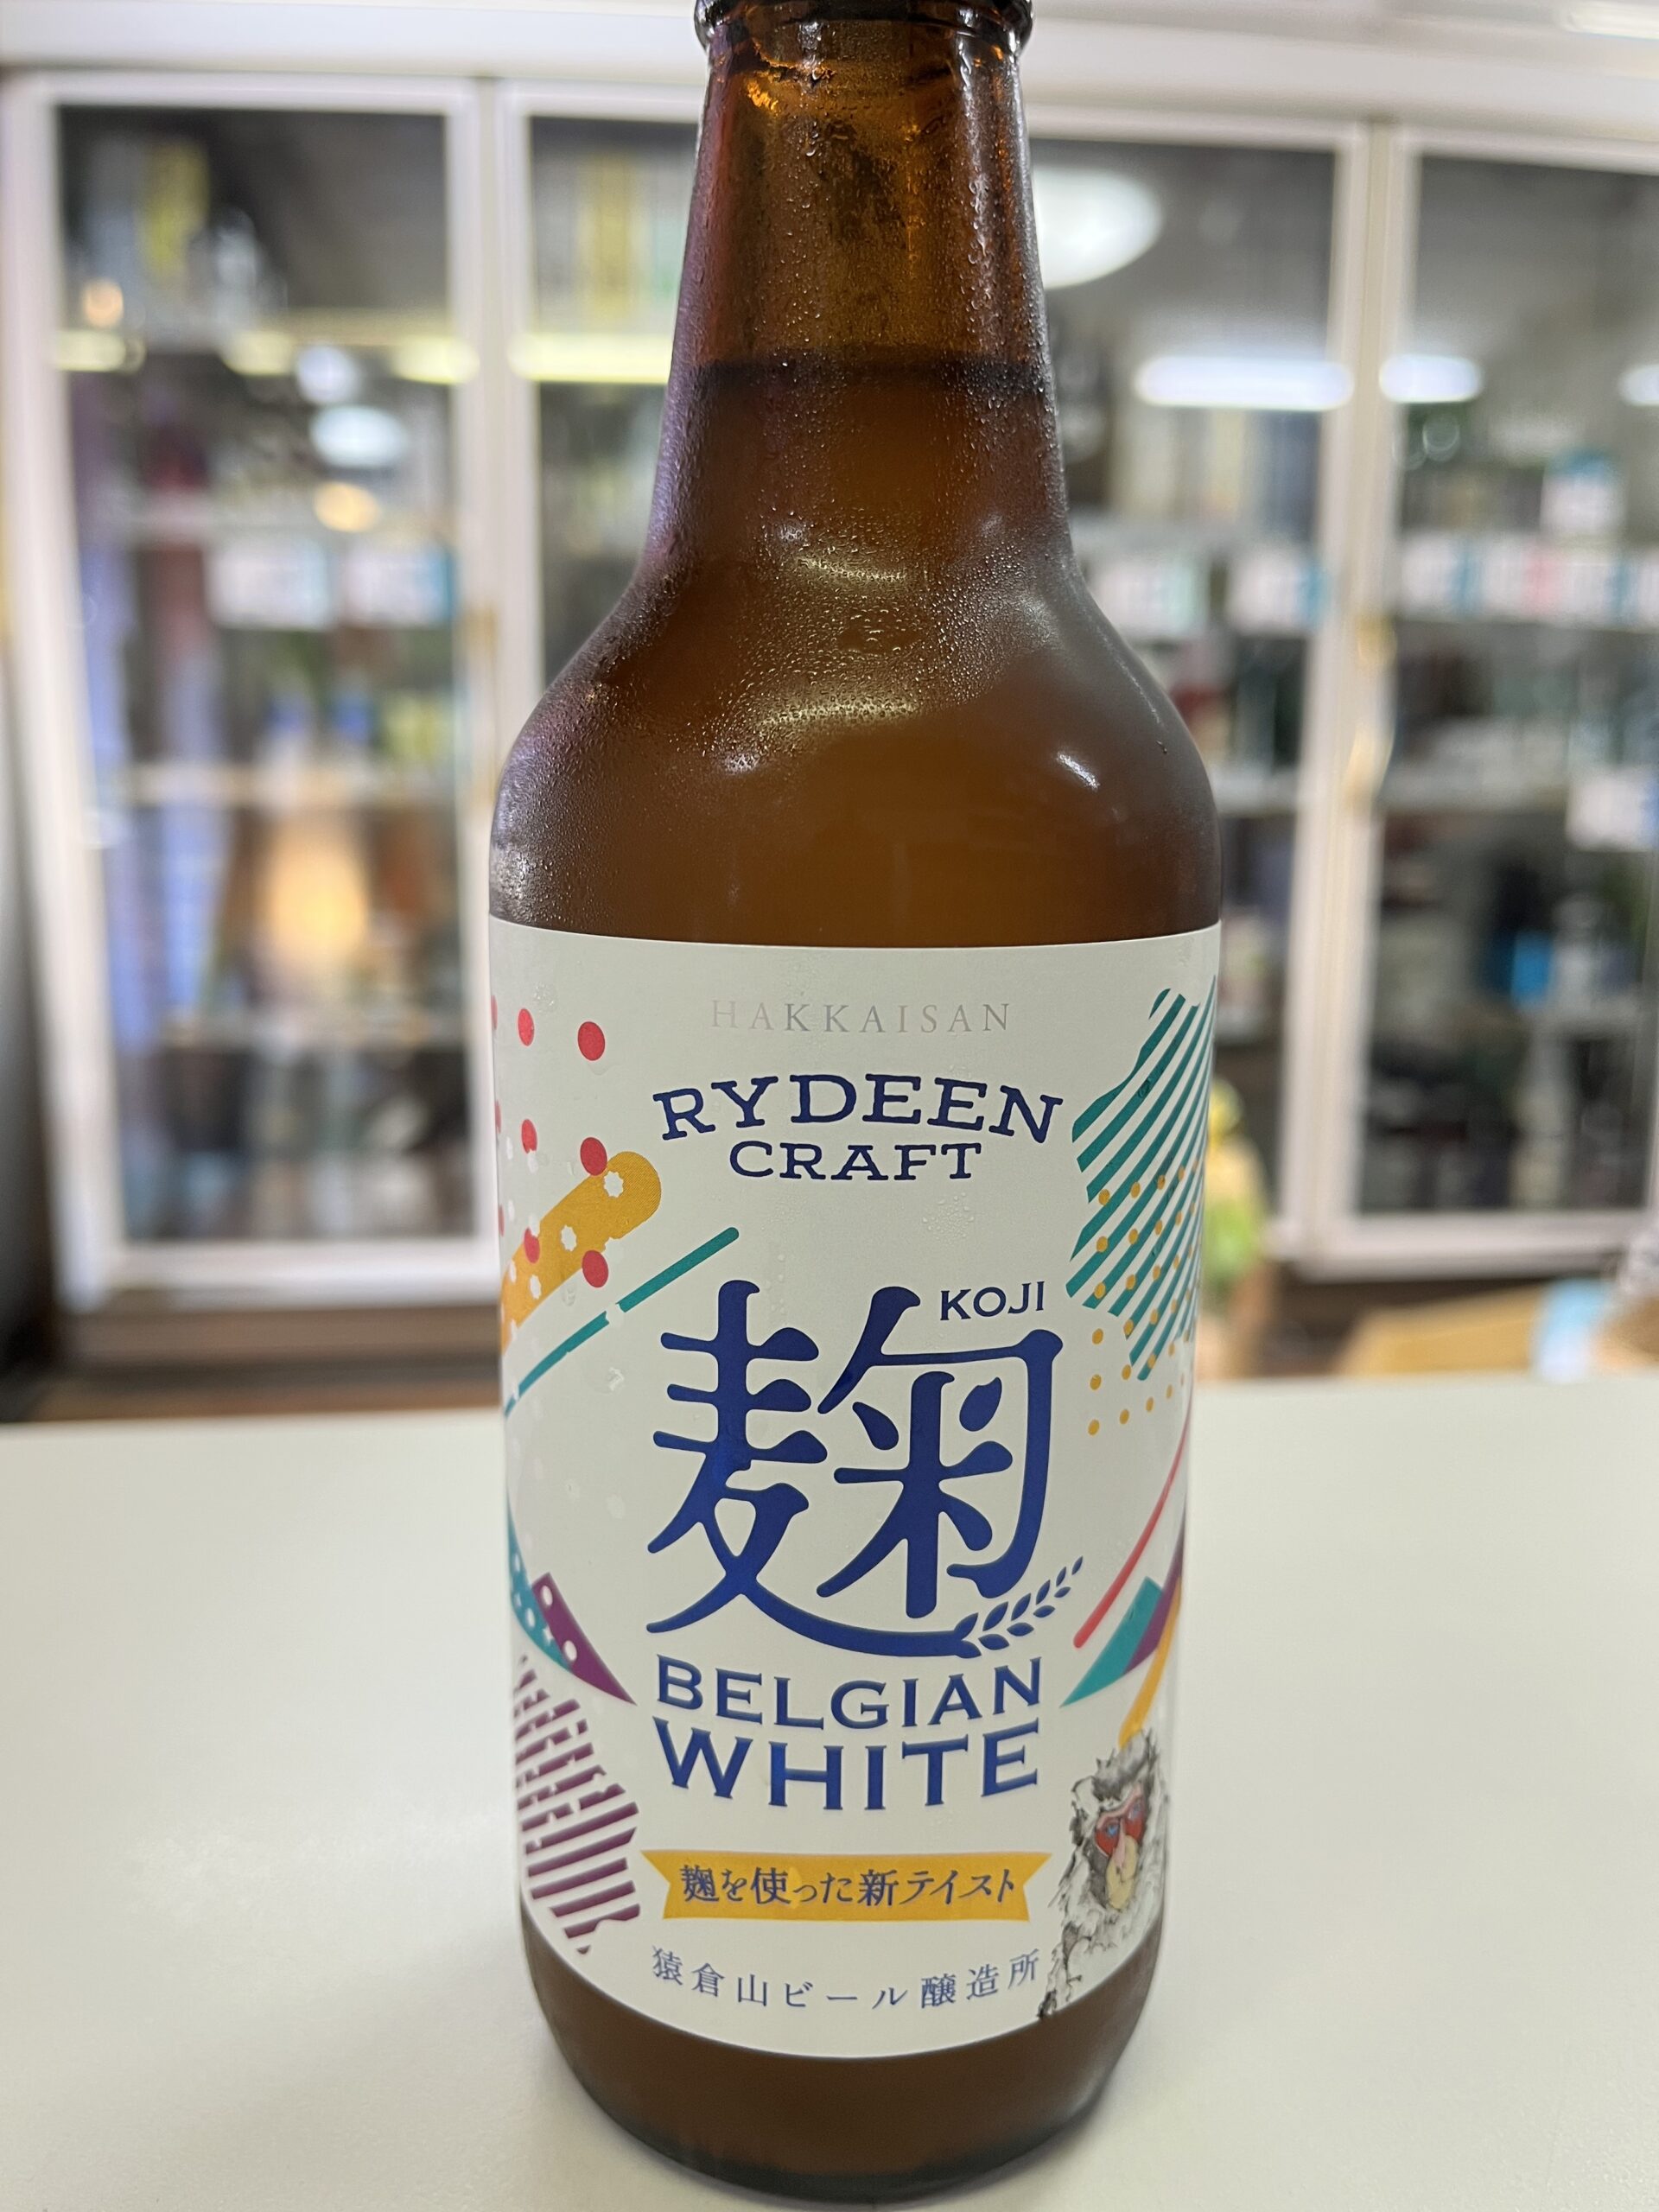 HAKKAISAN
RYDEEN
CRAFT
KOJI
麹
BELGIAN
WHITE
麹を使った新テイスト
猿倉山ビール醸造所